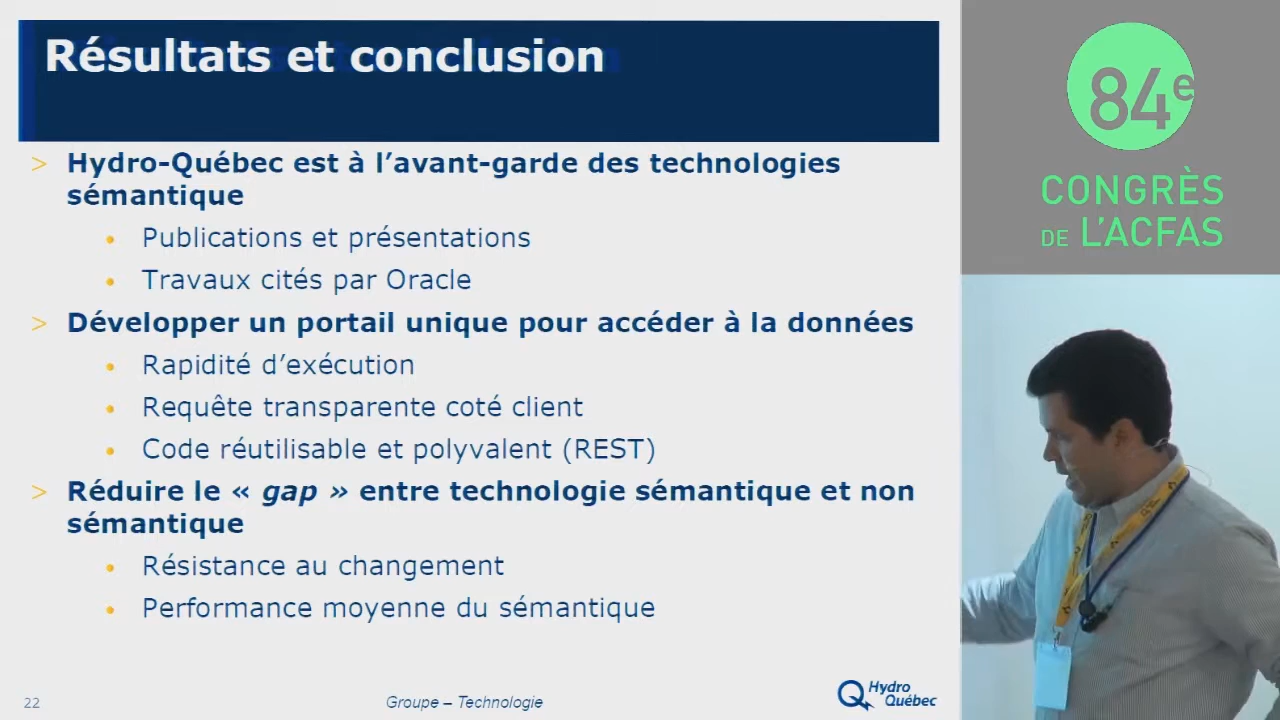 Résultats et conclusion
> Hydro-Québec est à l’avant-garde des technologies
sémantique
• Publications et présentations
• Travaux cités par Oracle
> Développer un portail unique pour accéder à la données
• Rapidité d’exécution
• Requête transparente coté client
• Code réutilisable et polyvalent (REST)
> Réduire le « gap » entre technologie sémantique et non
sémantique
• Résistance au changement
• Performance moyenne du sémantique
22
Groupe – Technologie
Hydro
Québec
84e
CONGRÈS
DE L’ACFAS